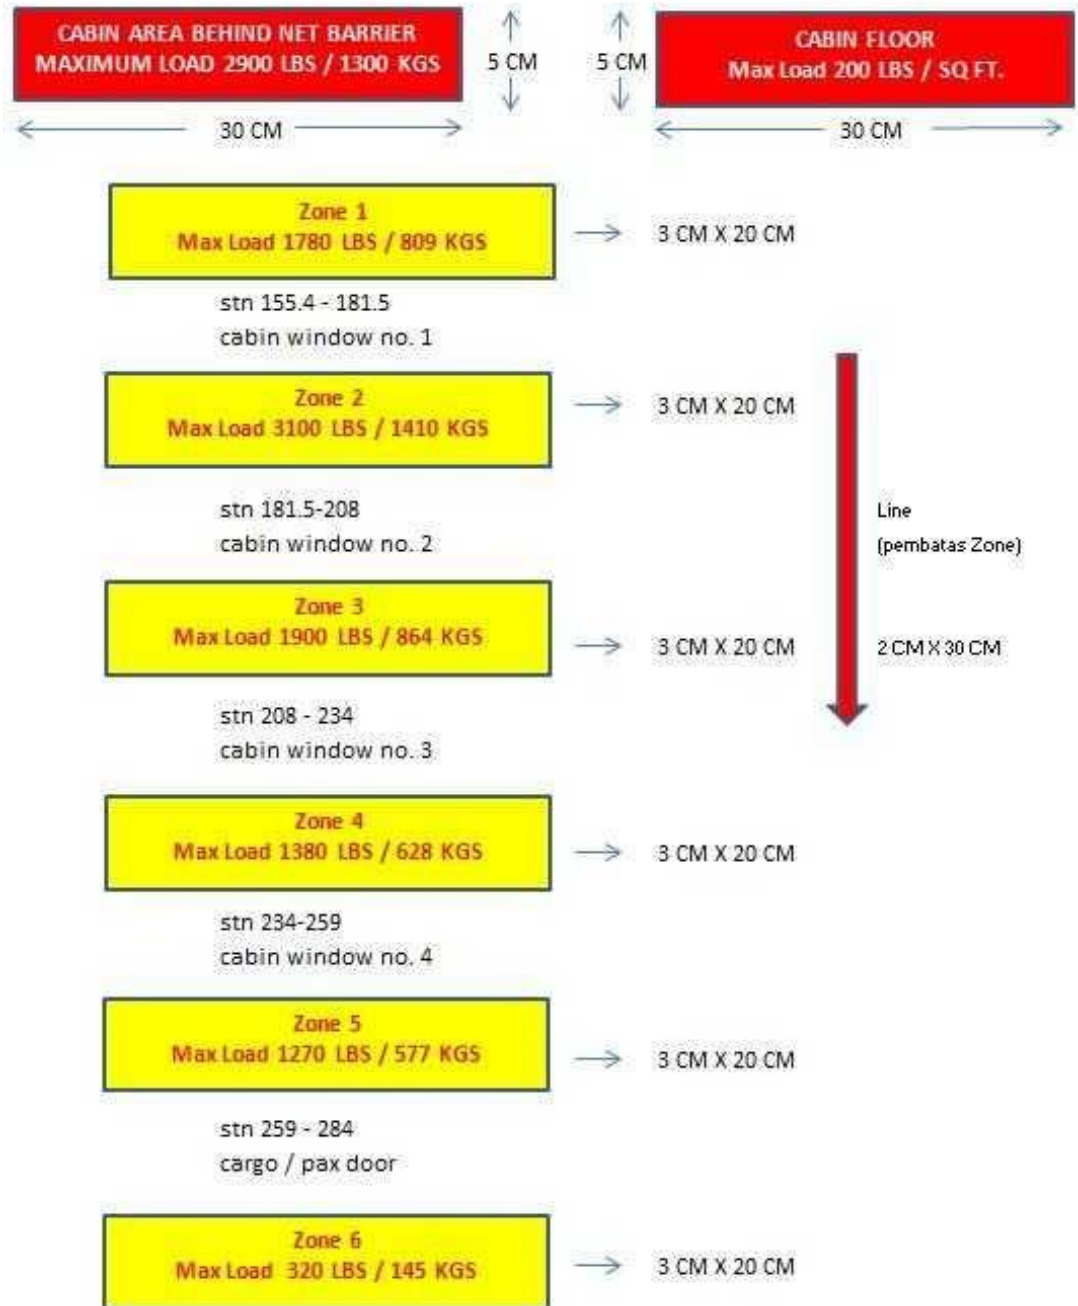 CABIN AREA BEHIND NET BARRIER
MAXIMUM LOAD 2900 LBS / 1300 KGS
5 CM
30 CM
5 CM
CABIN FLOOR
Max Load 200 LBS / SQ FT.
30 CM
Zone 1
Max Load 1780 LBS / 809 KGS
3 CM X 20 CM
stn 155.4 - 181.5
cabin window no. 1
Zone 2
Max Load 3100 LBS / 1410 KGS
3 CM X 20 CM
stn 181.5-208
cabin window no. 2
Line
(pembatas Zone)
2 CM X 30 CM
Zone 3
Max Load 1900 LBS / 864 KGS
3 CM X 20 CM
stn 208 - 234
cabin window no. 3
Zone 4
Max Load 1380 LBS / 628 KGS
3 CM X 20 CM
stn 234-259
cabin window no. 4
Zone 5
Max Load 1270 LBS / 577 KGS
3 CM X 20 CM
stn 259 - 284
cargo / pax door
Zone 6
Max Load 320 LBS / 145 KGS
3 CM X 20 CM